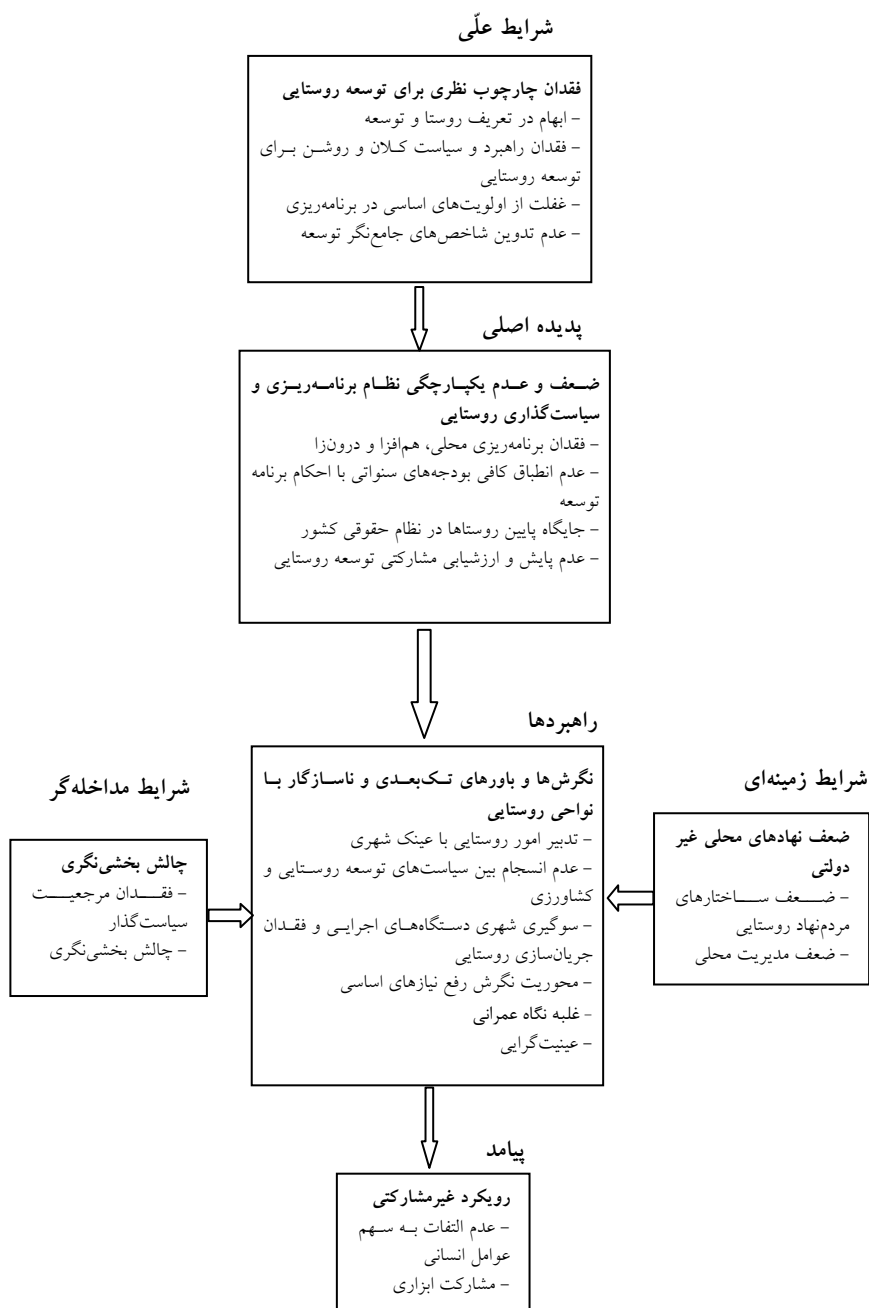 شرایط علّی
فقدان چارچوب نظری برای توسعه روستایی
– ابهام در تعریف روستا و توسعه
– فقدان راهبرد و سیاست کلان و روشن برای
توسعه روستایی
– غفلت از اولویت‌های اساسی در برنامه‌ریزی
– عدم تدوین شاخص‌های جامع‌نگر توسعه
پدیده اصلی
ضعف و عدم یکپارچگی نظام برنامه‌ریزی و
سیاست‌گذاری روستایی
– فقدان برنامه‌ریزی محلی، هم‌افزا و درون‌زا
– عدم انطباق کافی بودجه‌های سنواتی با احکام برنامه
توسعه
– جایگاه پایین روستاها در نظام حقوقی کشور
– عدم پایش و ارزشیابی مشارکتی توسعه روستایی
راهبردها
نگرش‌ها و باورهای تک‌بعدی و ناسازگار با
نواحی روستایی
– تدبیر امور روستایی با عینک شهری
– عدم انسجام بین سیاست‌های توسعه روستایی و
کشاورزی
– سوگیری شهری دستگاه‌های اجرایی و فقدان
جریان‌سازی روستایی
– محوریت نگرش رفع نیازهای اساسی
– غلبه نگاه عمرانی
– عینیت‌گرایی
شرایط زمینه‌ای
ضعف نهادهای محلی غیر
دولتی
– ضعف ساختارهای
مردم‌نهاد روستایی
– ضعف مدیریت محلی
شرایط مداخله‌گر
چالش بخشی‌نگری
– فقدان مرجعیت
سیاست‌گذار
– چالش بخشی‌نگری
پیامد
رویکرد غیرمشارکتی
– عدم التفات به سهم
عوامل انسانی
– مشارکت ابزاری